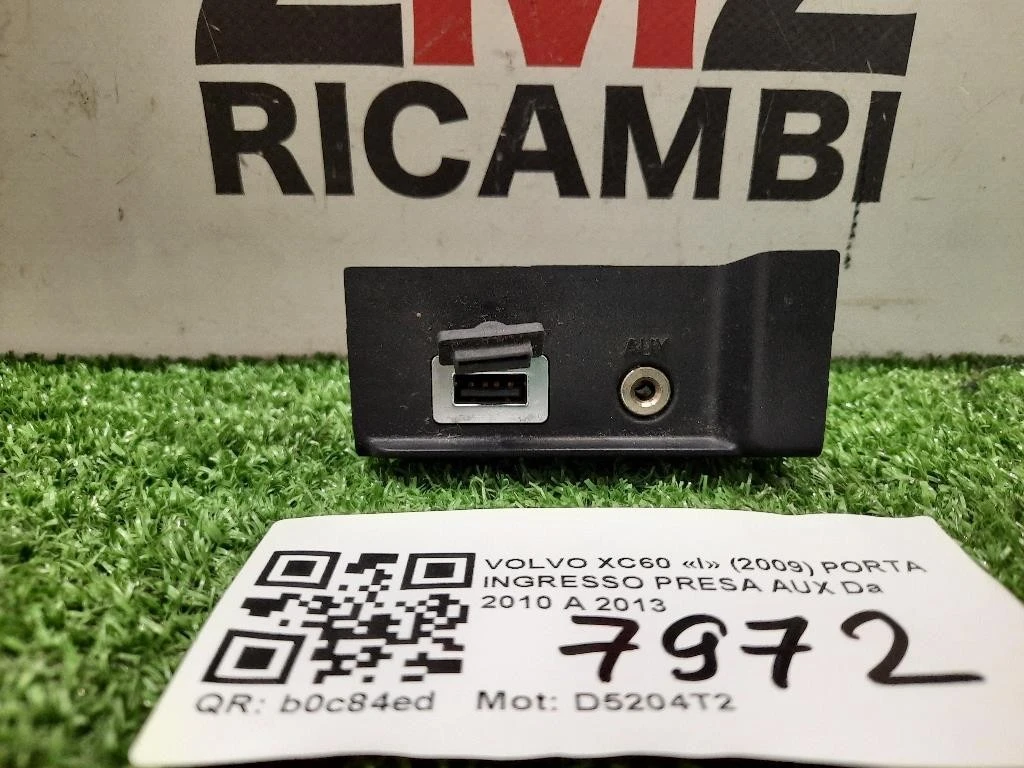 RICAMBI
AUX
VOLVO XC60 «I» (2009) PORTA
INGRESSO PRESA AUX Da
2010 A 2013
7972
QR: b0c84ed Mot: D5204T2